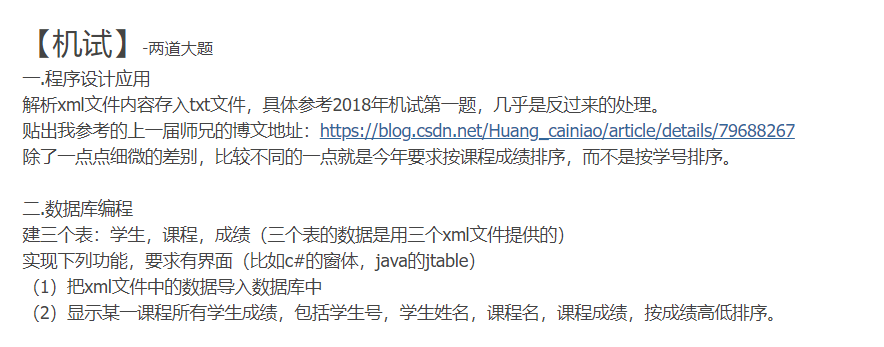 【机试】-两道大题
一.程序设计应用
解析xml文件内容存入txt文件，具体参考2018年机试第一题，几乎是反过来的处理。
贴出我参考的上一届师兄的博文地址：https://blog.csdn.net/Huang_cainiao/article/details/79688267
除了一点点细微的差别，比较不同的一点就是今年要求按课程成绩排序，而不是按学号排序。
二.数据库编程
建三个表：学生，课程，成绩（三个表的数据是用三个xml文件提供的）
实现下列功能，要求有界面（比如c#的窗体，java的jtable）
（1）把xml文件中的数据导入数据库中
（2）显示某一课程所有学生成绩，包括学生号，学生姓名，课程名，课程成绩，按成绩高低排序。